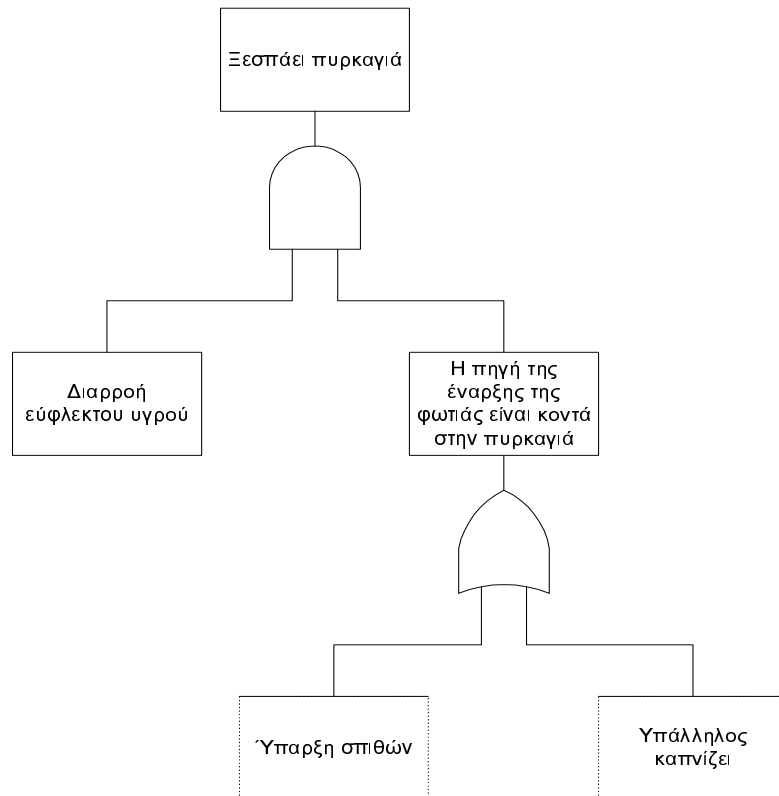 Ξεσπάει πυρκαγιά
Διαρροή
εύφλεκτου υγρού
Η πηγή της
έναρξης της
φωτιάς είναι κοντά
στην πυρκαγιά
Ύπαρξη σπιθών
Υπάλληλος
καπνίζει